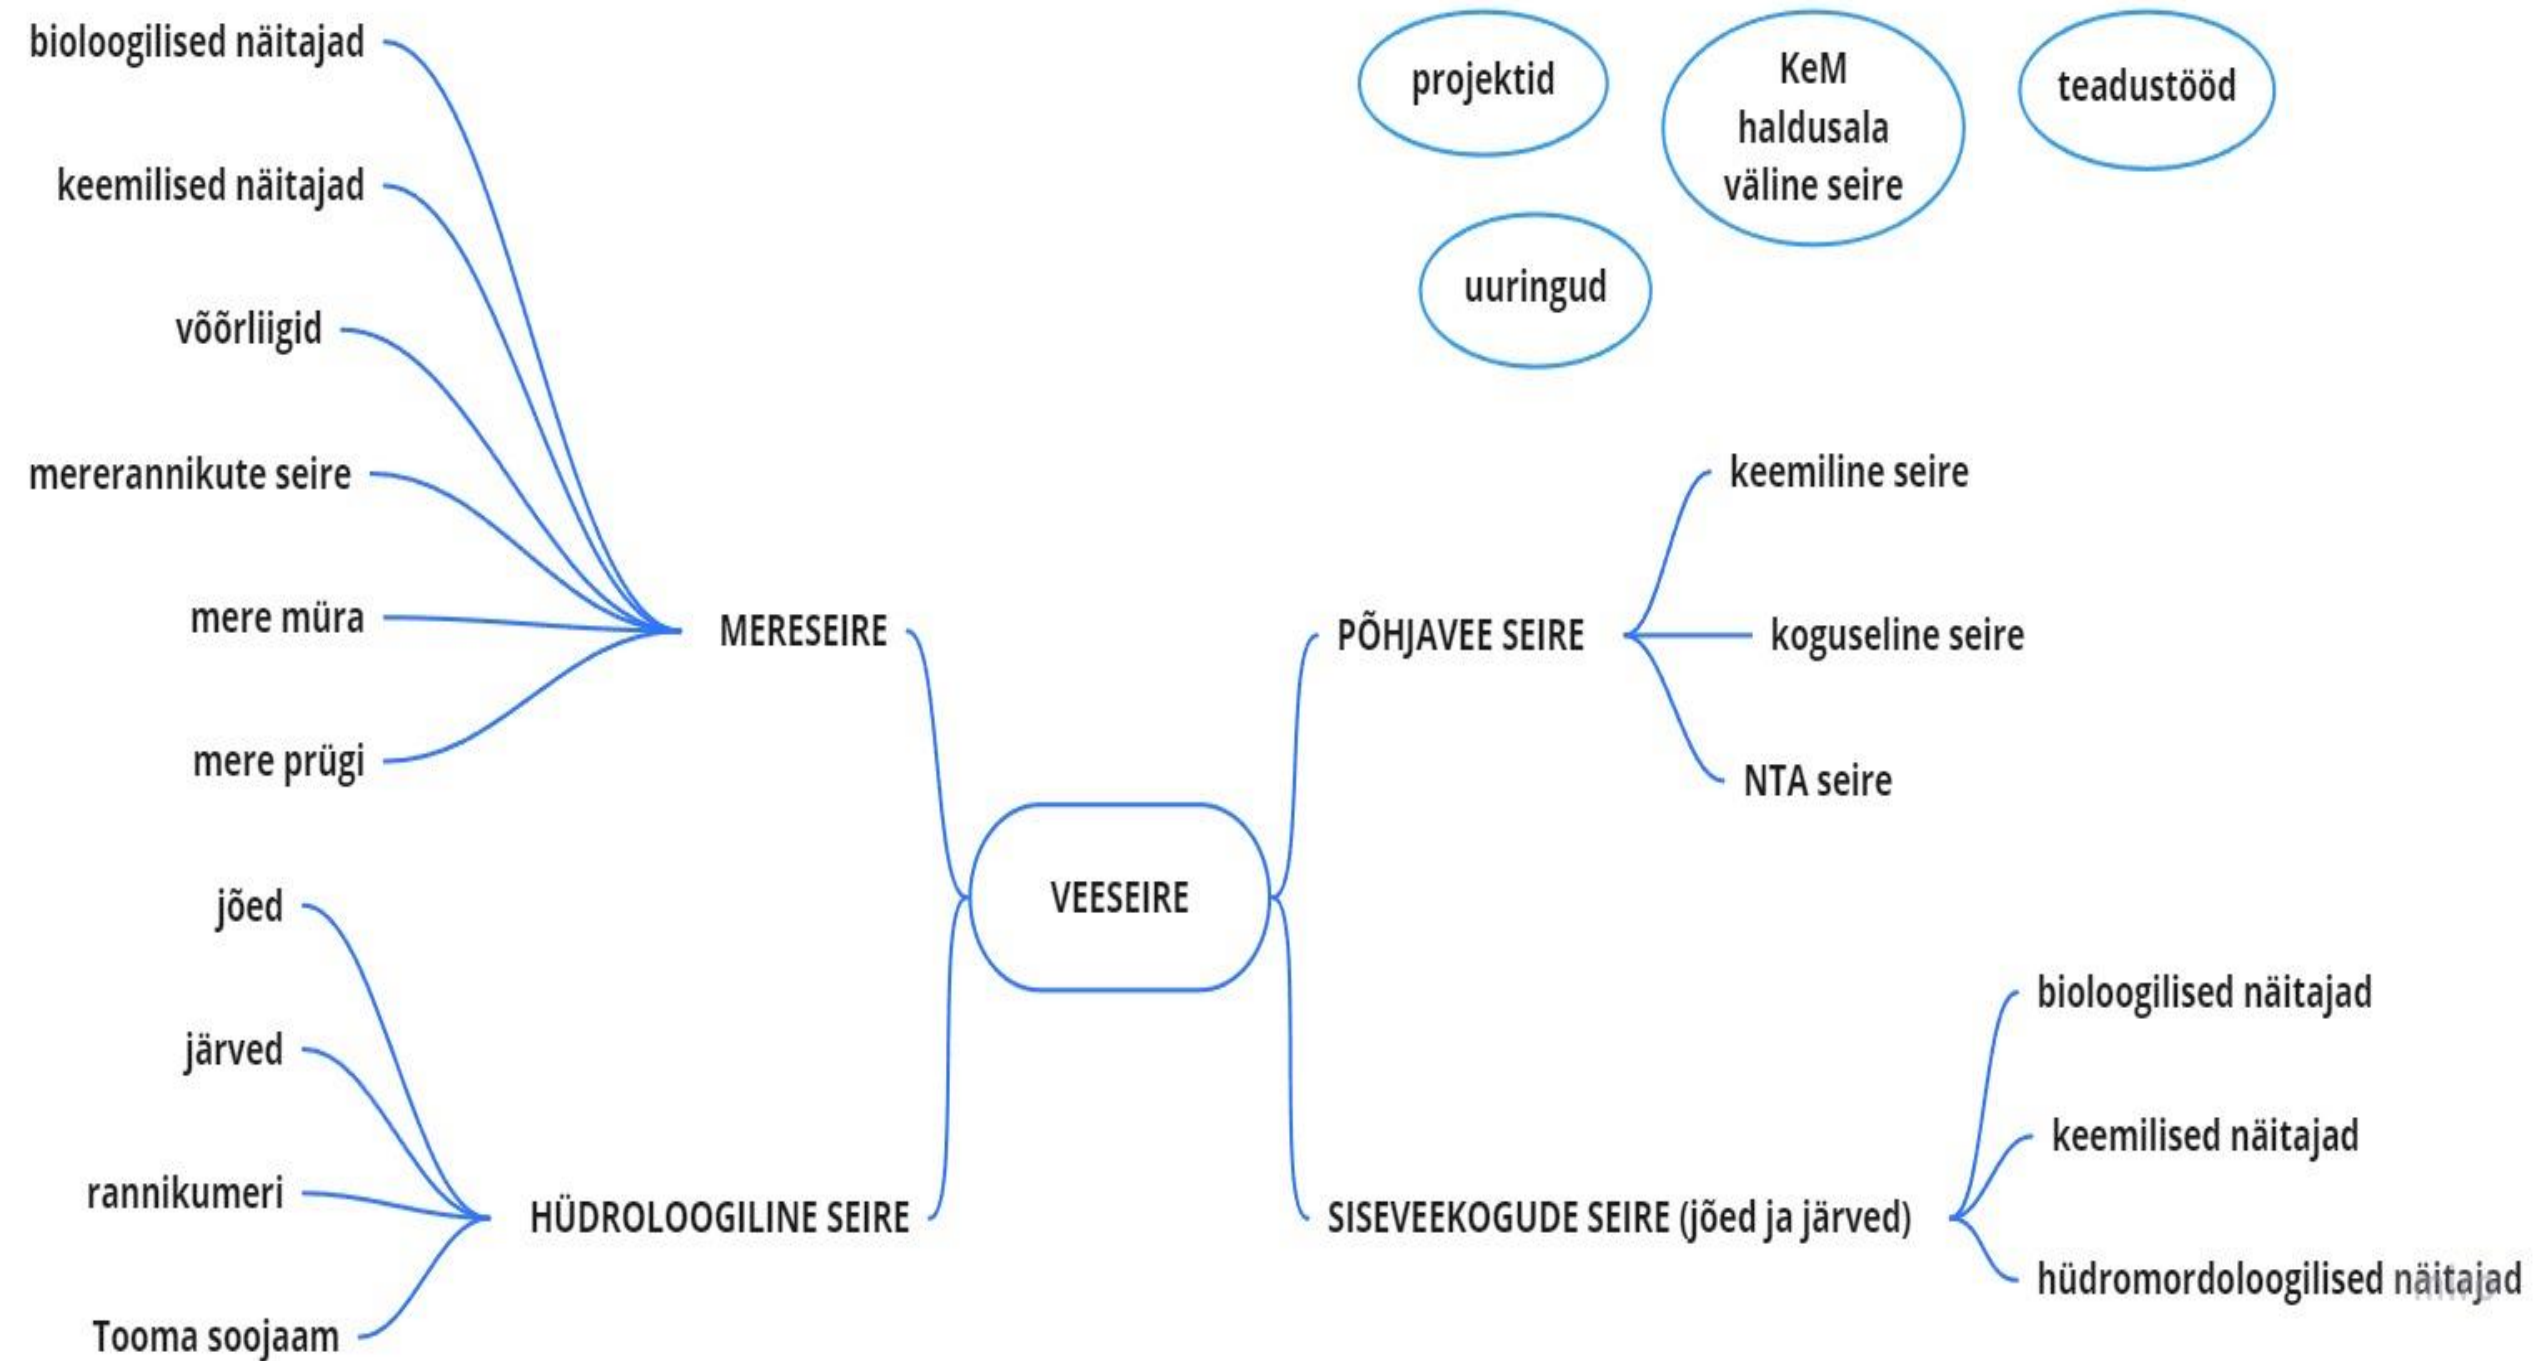 bioloogilised näitajad
keemilised näitajad
võõrliigid
mererannikute seire
mere müra
mere prügi
MERESEIRE
jõed
järved
rannikumeri
Tooma soojaam
HÜDROLOOGILINE SEIRE
VEESEIRE
projektid
KeM
haldusala
väline seire
teadustööd
uuringud
PÕHJAVEE SEIRE
keemiline seire
koguseline seire
NTA seire
SISEVEEKOGUDE SEIRE (jõed ja järved)
bioloogilised näitajad
keemilised näitajad
hüdromordoloogilised näitajad
miro